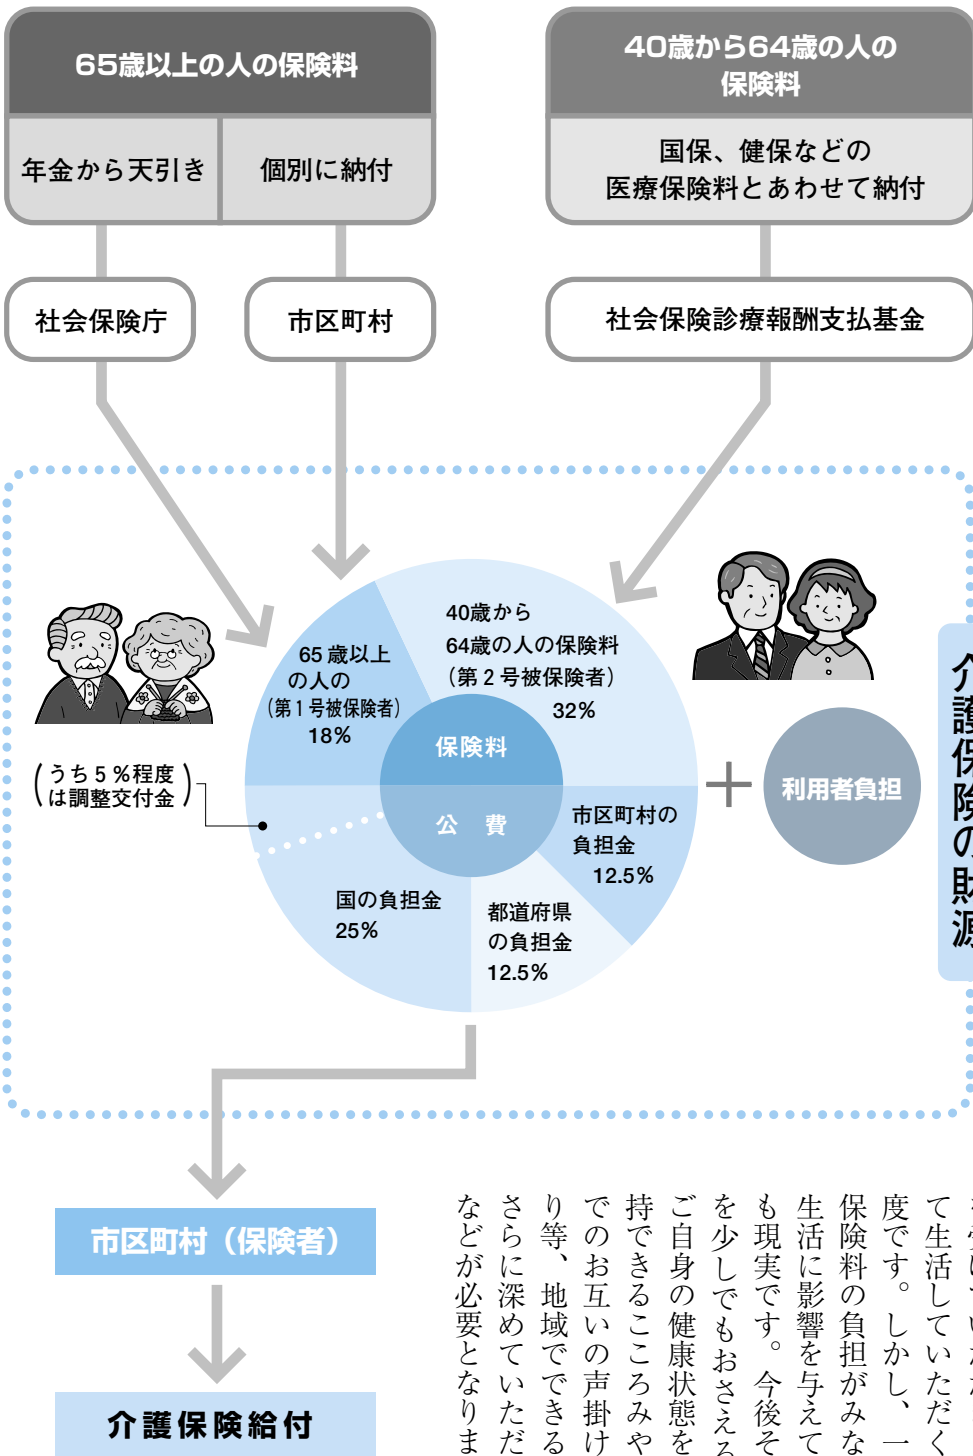 65歳以上の人の保険料
年金から天引き
個別に納付
40歳から64歳の人の
保険料
国保、健保などの
医療保険料とあわせて納付
社会保険庁
市区町村
社会保険診療報酬支払基金
40歳から
64歳の人の保険料
(第2号被保険者)
32%
65歳以上
の人の
(第1号被保険者)
18%
保険料
公 費
(うち5%程度
は調整交付金)
国の負担金
25%
都道府県
の負担金
12.5%
市区町村の
負担金
12.5%
+
利用者負担
介護保険の財源
市区町村(保険者)
介護保険給付
て生活していただく
度です。しかし、一
保険料の負担がみな
生活に影響を与えて
も現実です。今後そ
を少しでもおさえる
ご自身の健康状態を
持できるこころみや
でのお互いの声掛け
り等、地域でできる
さらに深めていただ
などが必要となりま